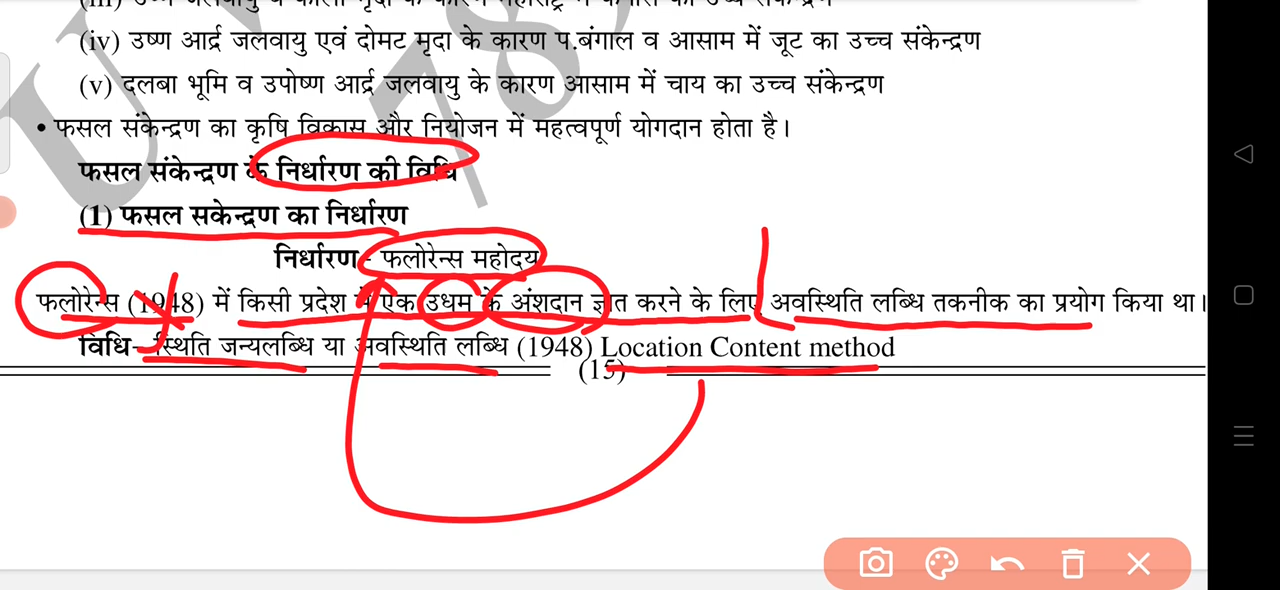 (iv) उष्ण आर्द्र जलवायु एवं दोमट मृदा के कारण प.बंगाल व आसाम में जूट का उच्च संकेन्द्रण
(v) दलबा भूमि व उपोष्ण आर्द्र जलवायु के कारण आसाम में चाय का उच्च संकेन्द्रण
• फसल संकेन्द्रण का कृषि विकास और नियोजन में महत्वपूर्ण योगदान होता है।
फसल संकेन्द्रण के निर्धारण की विधि
(1) फसल सकेन्द्रण का निर्धारण
निर्धारण- फलोरेन्स महोदय
फलोरेन्स (1948) में किसी प्रदेश में एक उधम के अंशदान ज्ञात करने के लिए अवस्थिति लब्धि तकनीक का प्रयोग किया था।
विधि- स्थिति जन्यलब्धि या अवस्थिति लब्धि (1948) Location Content method
(15)